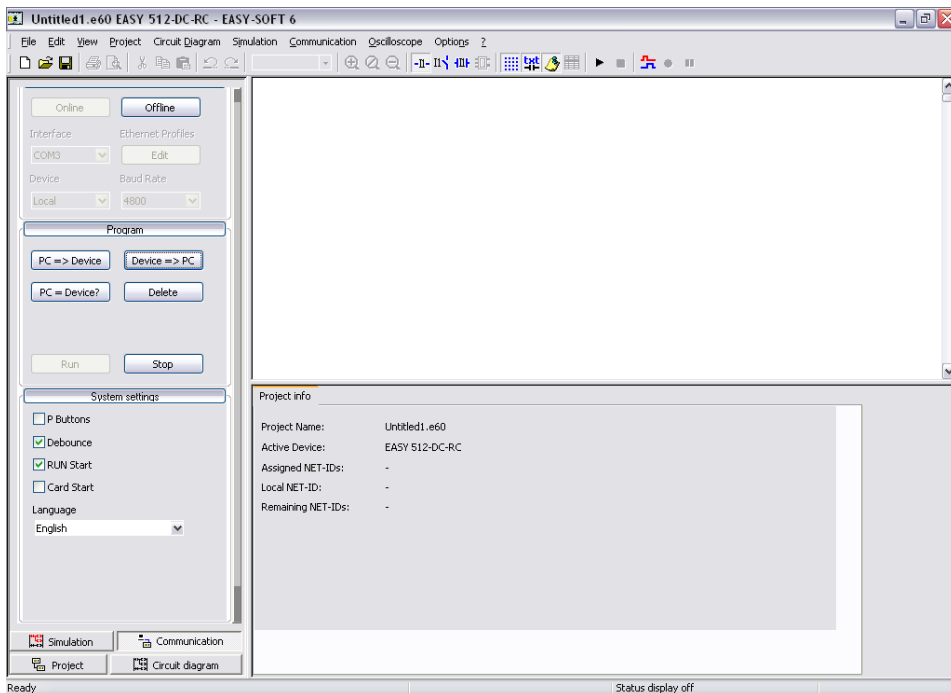 Untitled1.e60 EASY 512-DC-RC - EASY-SOFT 6
File Edit View Project Circuit Diagram Simulation Communication Oscilloscope Options ?
txt
Online Offline
Interface Ethernet Profiles
COM3 Edit
Device Baud Rate
Local 4800
Program
PC => Device Device => PC
PC = Device? Delete
Run Stop
System settings
P Buttons
Debounce
RUN Start
Card Start
Language
English
Simulation Communication
Project Circuit diagram
Project info
Project Name: Untitled1.e60
Active Device: EASY 512-DC-RC
Assigned NET-IDs: -
Local NET-ID: -
Remaining NET-IDs: -
Ready Status display off